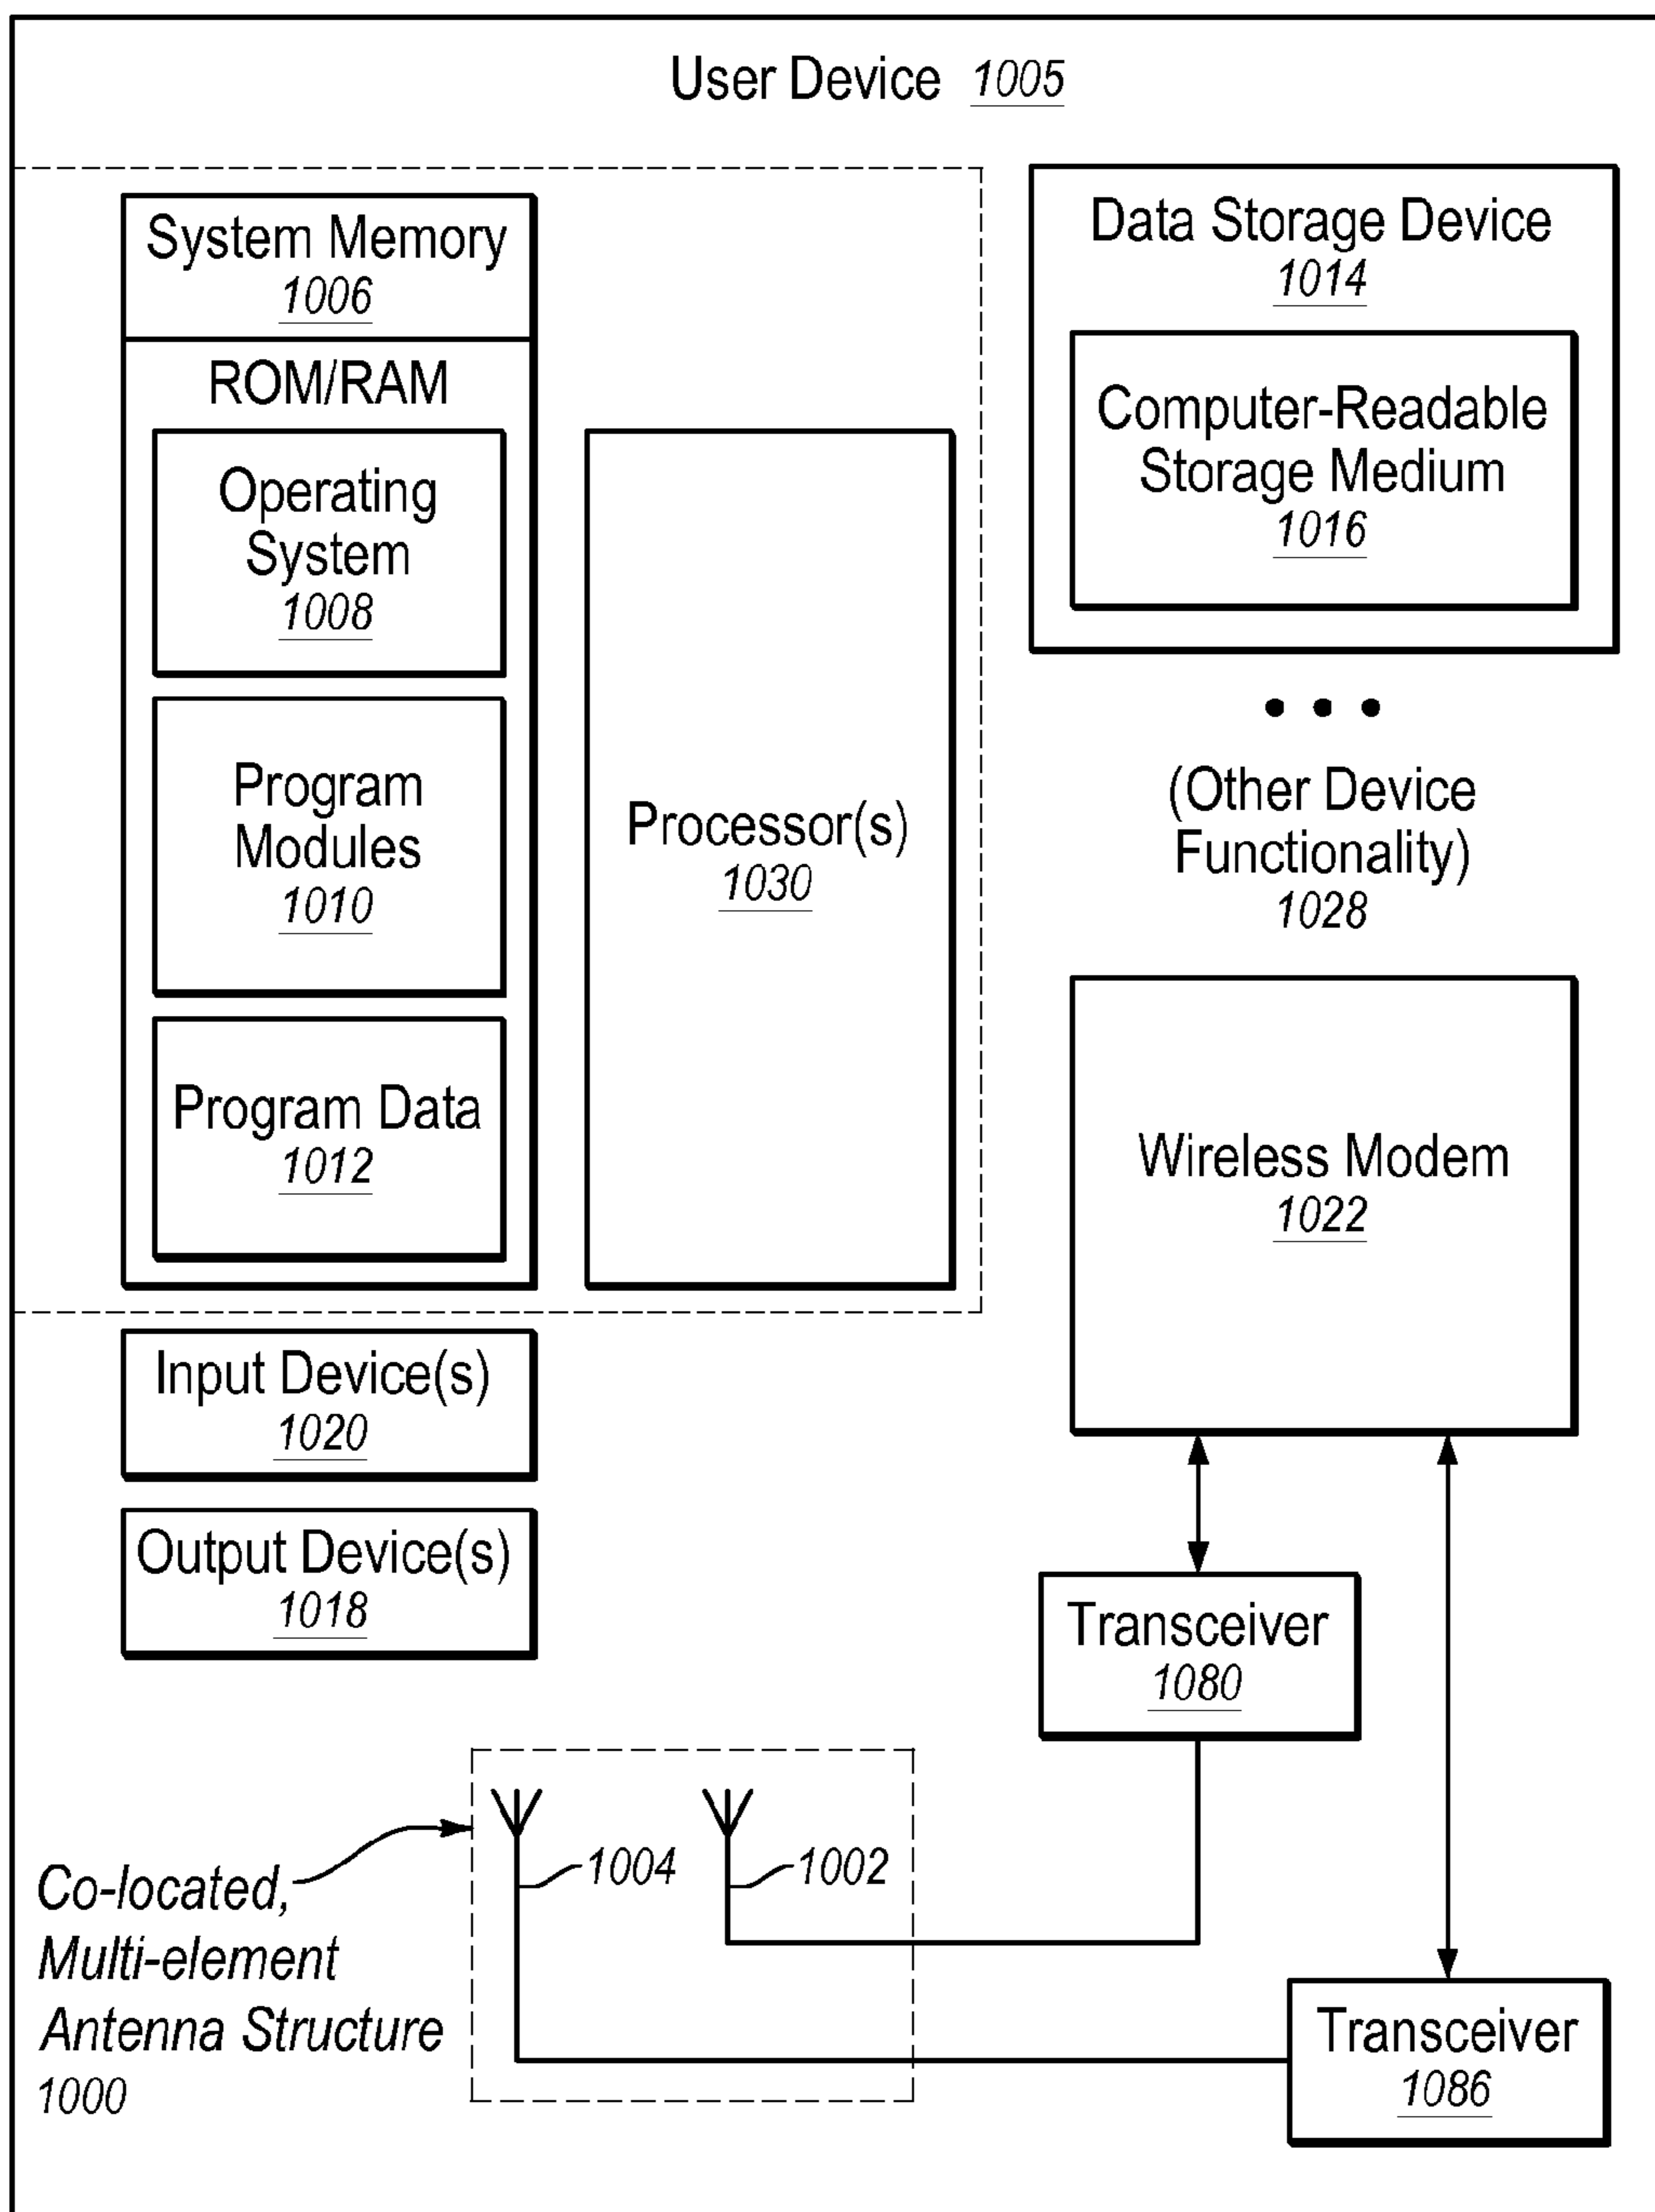 User Device 1005
System Memory
1006
ROM/RAM
Operating
System
1008
Program
Modules
1010
Program Data
1012
Processor(s)
1030
Data Storage Device
1014
Computer-Readable
Storage Medium
1016
(Other Device
Functionality)
1028
Wireless Modem
1022
Input Device(s)
1020
Output Device(s)
1018
Transceiver
1080
1004
1002
Co-located,
Multi-element
Antenna Structure
1000
Transceiver
1086